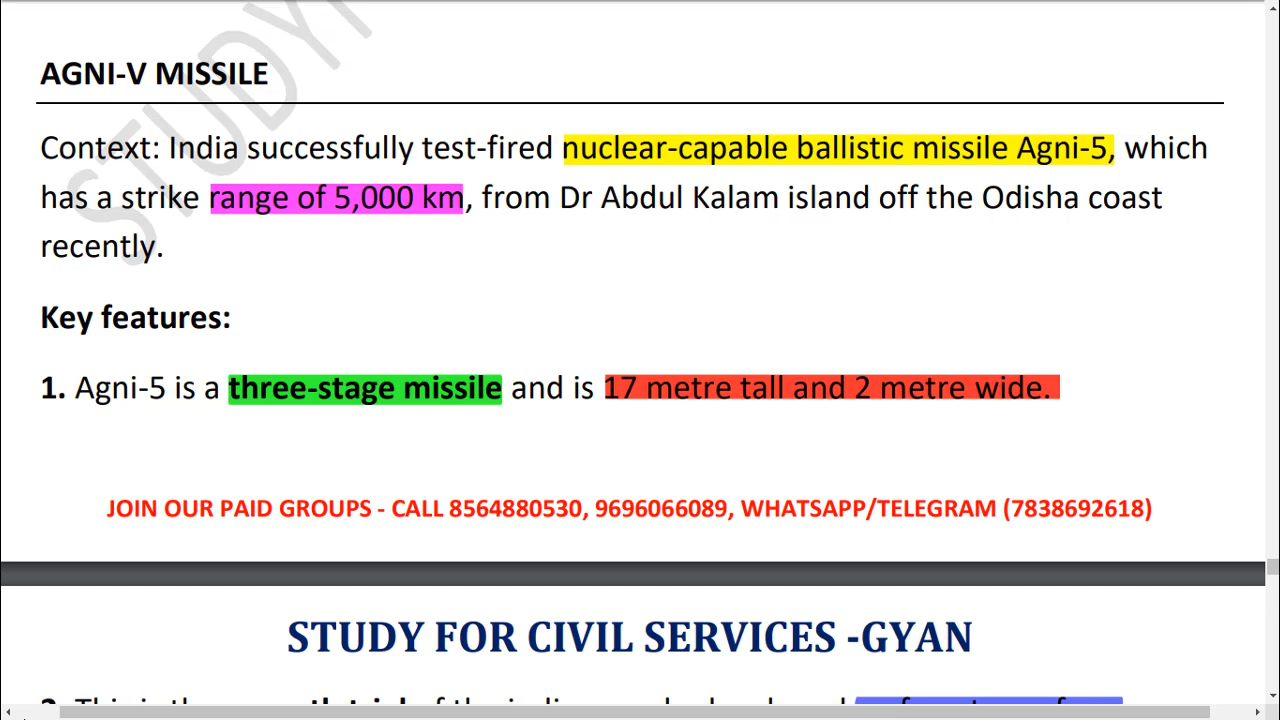 AGNI-V MISSILE
Context: India successfully test-fired nuclear-capable ballistic missile Agni-5, which
has a strike range of 5,000 km, from Dr Abdul Kalam island off the Odisha coast
recently.
Key features:
1. Agni-5 is a three-stage missile and is 17 metre tall and 2 metre wide.
JOIN OUR PAID GROUPS - CALL 8564880530, 9696066089, WHATSAPP/TELEGRAM (7838692618)
STUDY FOR CIVIL SERVICES -GYAN